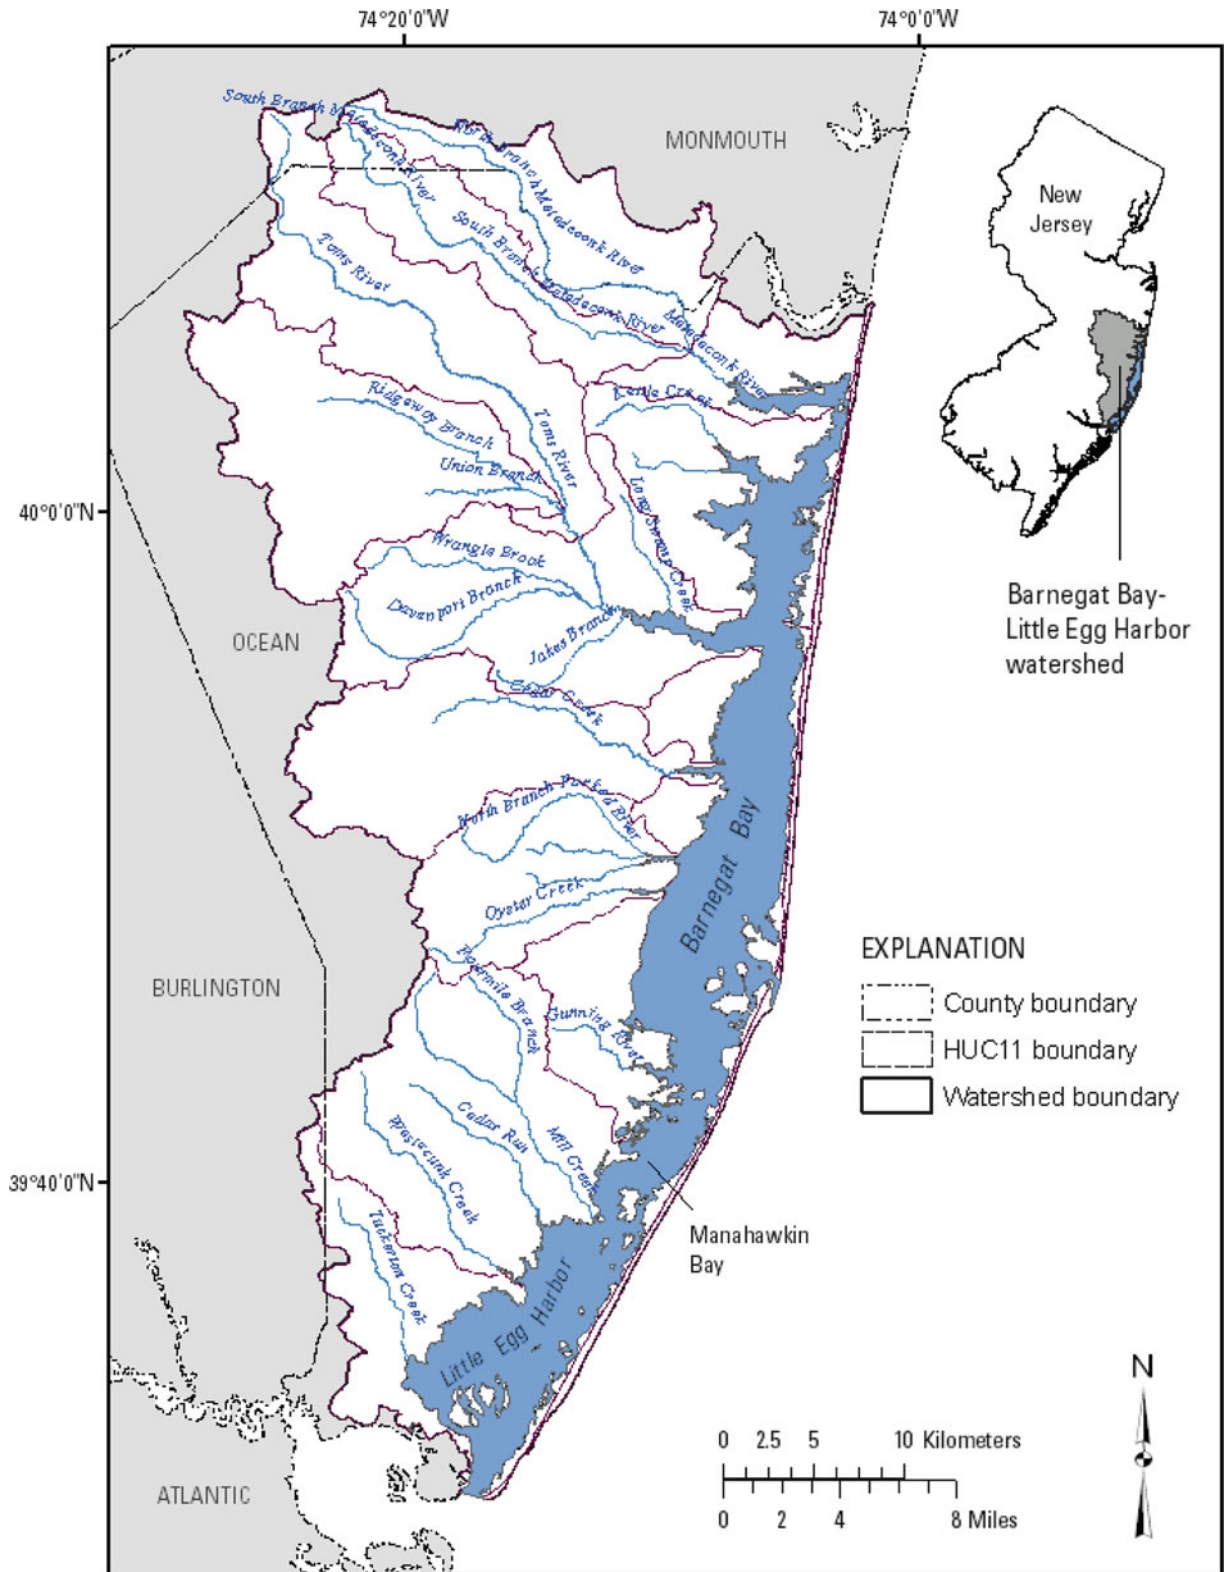 74°20'0"W
74°0'0"W
South Branch Metedeconk River
North Branch Metedeconk River
MONMOUTH
New
Jersey
South Branch Metedeconk River
Toms River
Metedeconk River
Kettle Creek
Ridgeway Branch
Toms River
Union Branch
Long Swamp Creek
40°0'0"N
Wrangle Brook
Davenport Branch
Jakes Branch
OCEAN
Barnegat Bay-
Little Egg Harbor
watershed
Cedar Creek
North Branch Forked River
Barnegat Bay
Oyster Creek
Fourmile Branch
Gunning River
BURLINGTON
EXPLANATION
County boundary
HUC11 boundary
Watershed boundary
Cedar Run
Mill Creek
39°40'0"N
Tuckerton Creek
Manahawkin
Bay
Little Egg Harbor
N
0 2.5 5 10 Kilometers
0 2 4 8 Miles
ATLANTIC